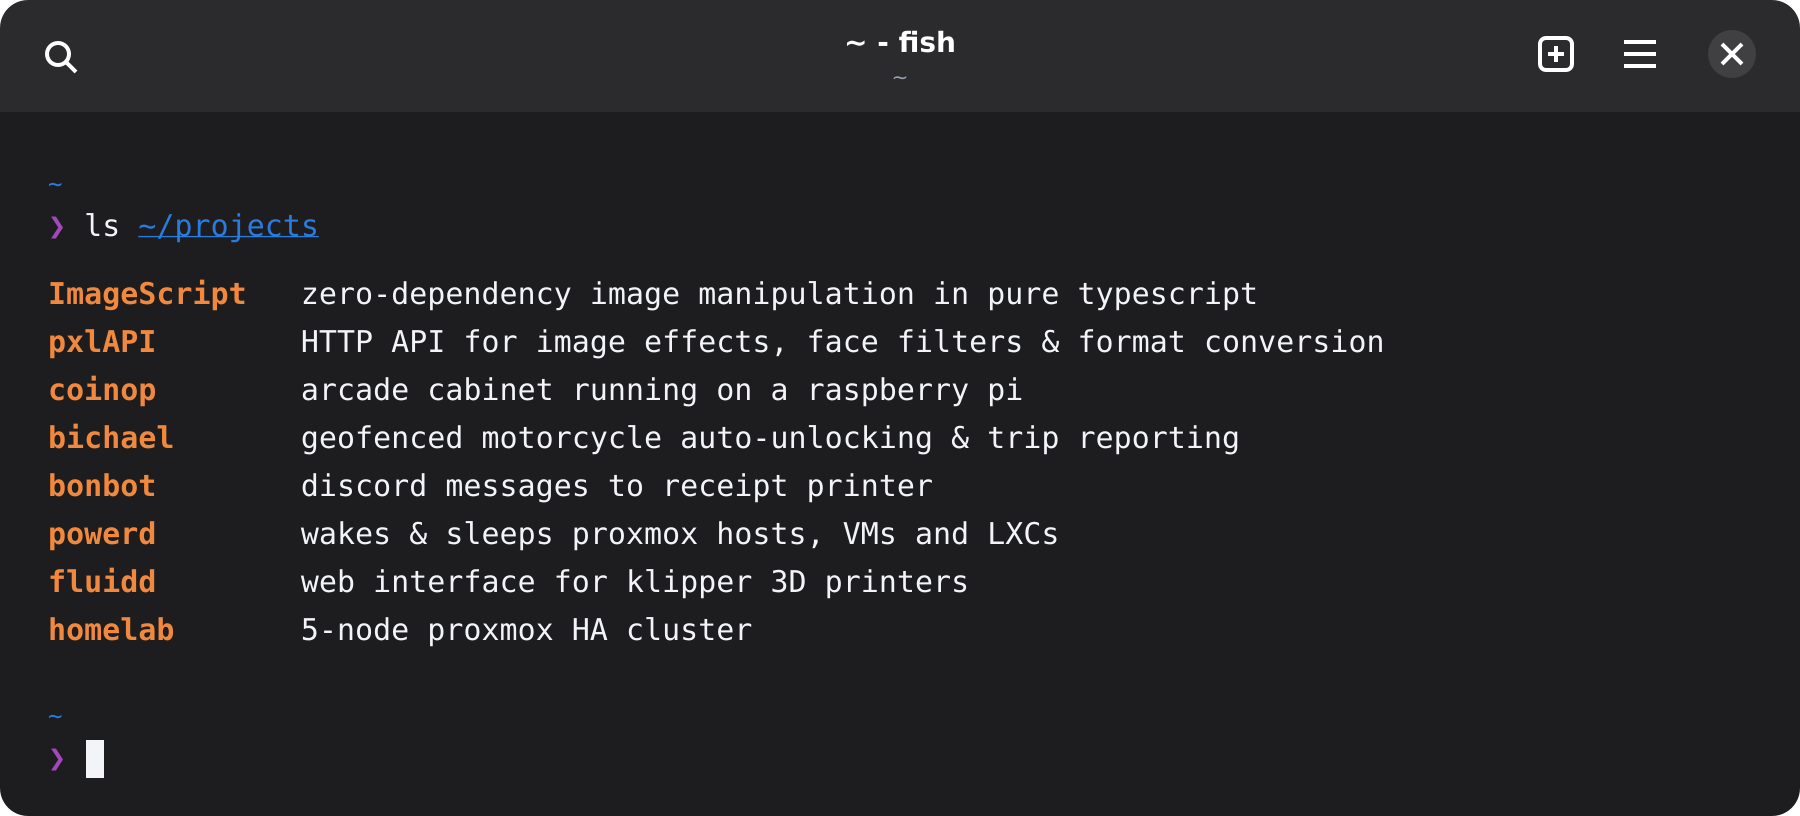 ~ - fish
~
~
❯ ls ~/projects
ImageScript zero-dependency image manipulation in pure typescript
pxlAPI HTTP API for image effects, face filters & format conversion
coinop arcade cabinet running on a raspberry pi
bichael geofenced motorcycle auto-unlocking & trip reporting
bonbot discord messages to receipt printer
powerd wakes & sleeps proxmox hosts, VMs and LXCs
fluidd web interface for klipper 3D printers
homelab 5-node proxmox HA cluster
~
❯